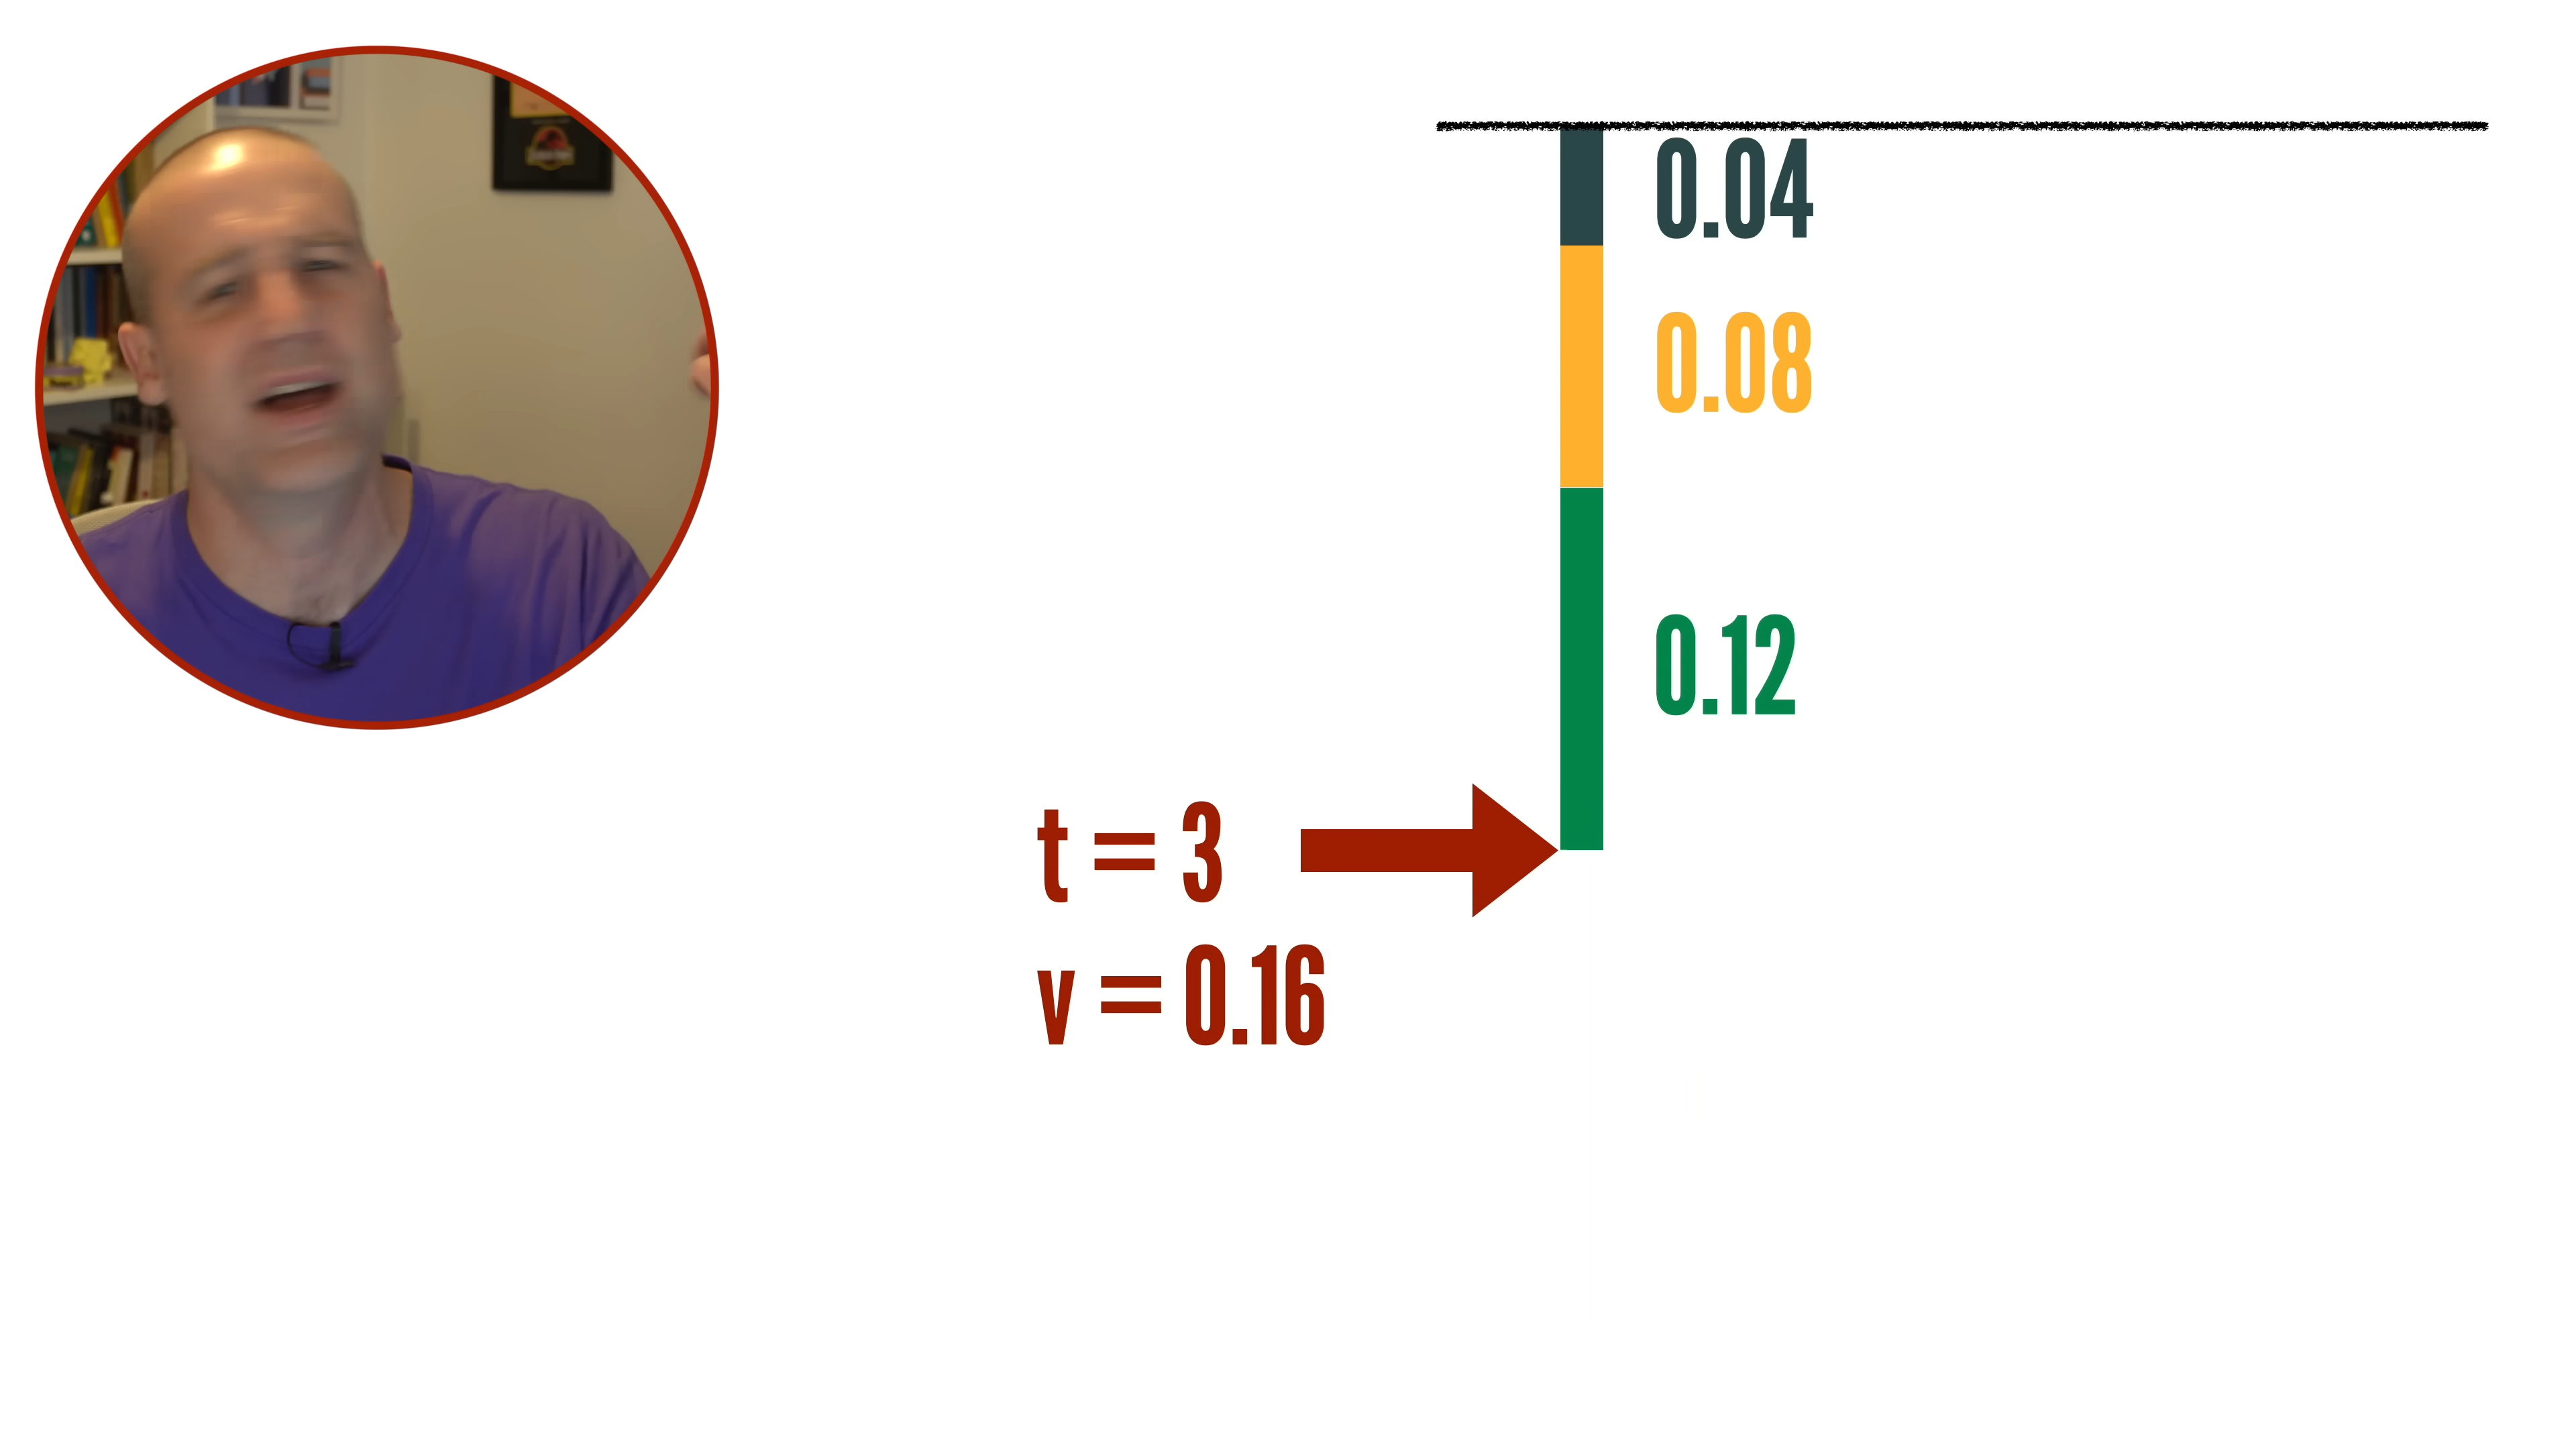 0.04
0.08
0.12
t = 3
v = 0.16